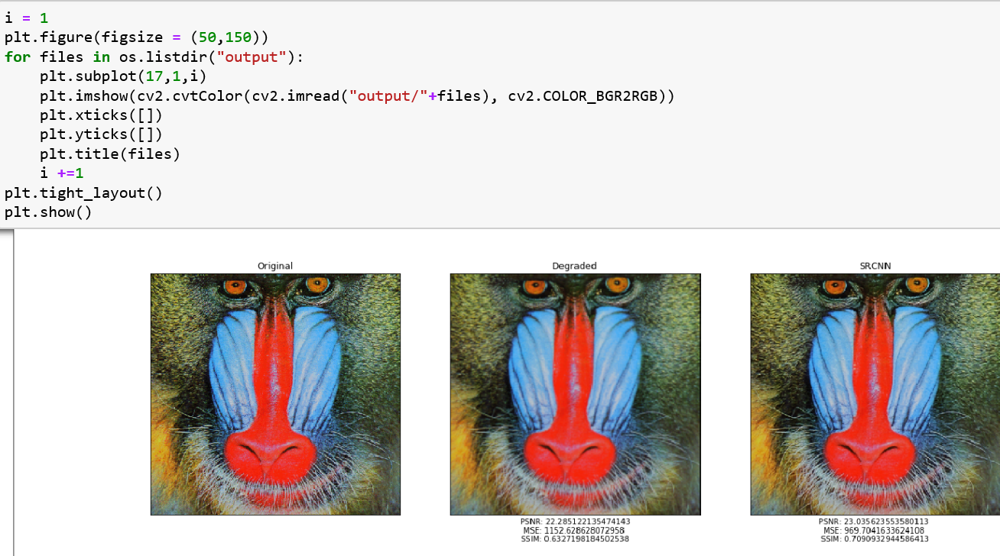 i = 1
plt.figure(figsize = (50,150))
for files in os.listdir("output"):
    plt.subplot(17,1,i)
    plt.imshow(cv2.cvtColor(cv2.imread("output/"+files), cv2.COLOR_BGR2RGB))
    plt.xticks([])
    plt.yticks([])
    plt.title(files)
    i +=1
plt.tight_layout()
plt.show()
Original
Degraded
SRCNN
PSNR: 22.285122135474143
MSE: 1152.628628072958
SSIM: 0.6327198184502538
PSNR: 23.035623553580113
MSE: 969.7041633624108
SSIM: 0.7090932944586413